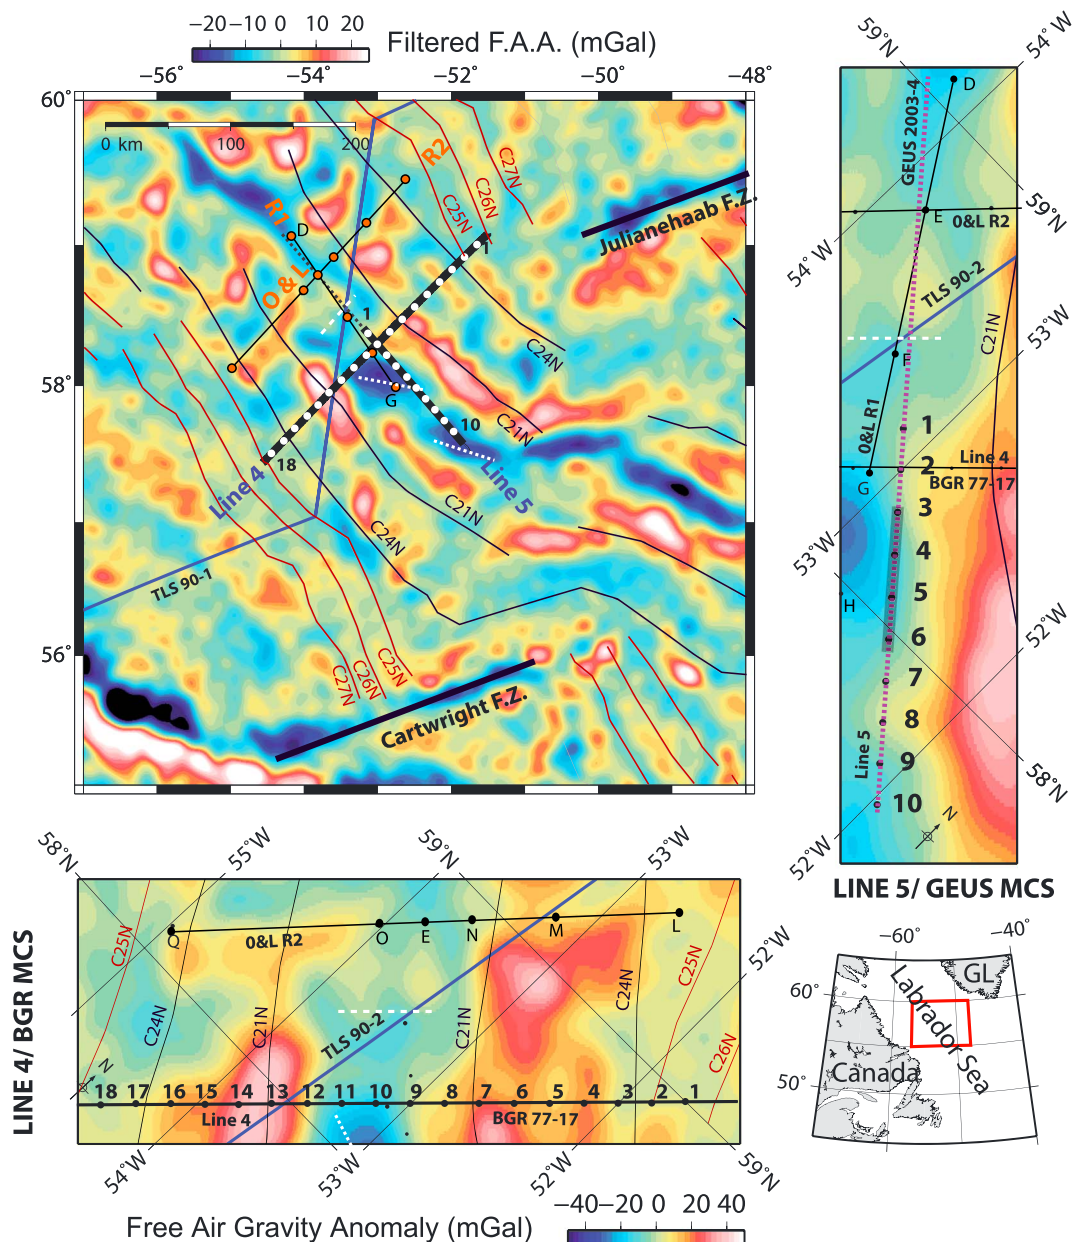 −20 −10 0 10 20
Filtered F.A.A. (mGal)
−56° −54° −52° −50° −48°
60°
58°
56°
0 km 100 200
R2
C27N
C26N
C25N
Julianehaab F.Z.
R1
D
O & L
1
1
G
10
18
Line 4
Line 5
C24N
C21N
C21N
C24N
TLS 90-1
C27N
C26N
C25N
Cartwright F.Z.
59°N
54°W
D
GEUS 2003-4
E
O&L R2
59°N
54°W
TLS 90-2
53°W
C21N
F
O&L R1
1
2
Line 4
BGR 77-17
G
3
4
53°W
5
H
6
52°W
7
8
Line 5
9
58°N
10
N
52°W
LINE 5/ GEUS MCS
58°N
55°W
59°N
53°W
LINE 4/ BGR MCS
C25N
Q
O&L R2
O
E
N
M
L
52°W
C24N
C21N
TLS 90-2
C21N
C24N
C25N
C26N
N
18 17 16 15 14 13 12 11 10 9 8 7 6 5 4 3 2 1
Line 4
BGR 77-17
54°W
53°W
52°W
59°N
Free Air Gravity Anomaly (mGal)
−40 −20 0 20 40
−60°
−40°
60°
50°
GL
Labrador Sea
Canada